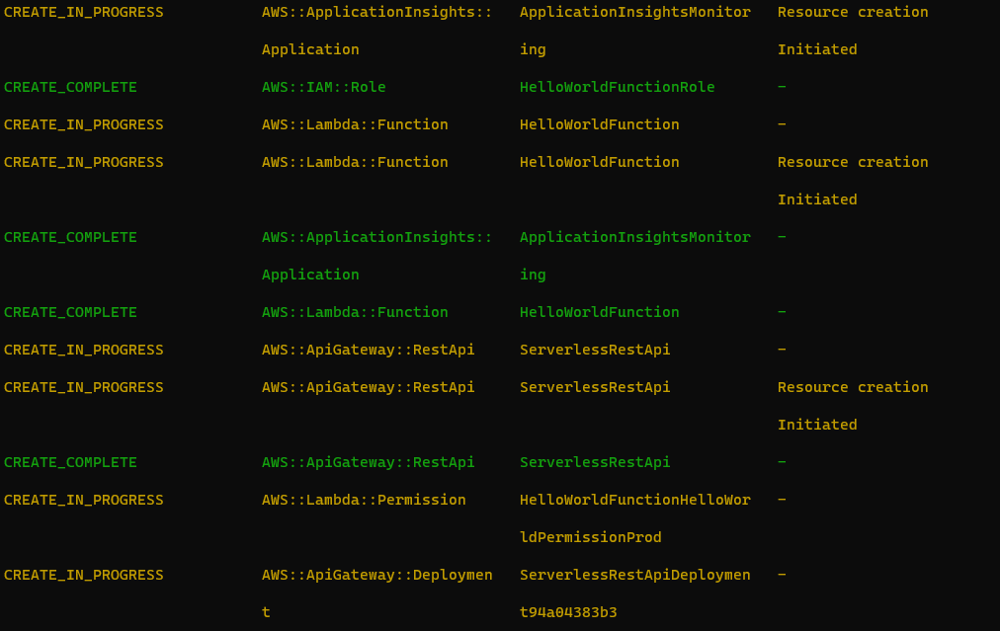 CREATE_IN_PROGRESS AWS::ApplicationInsights:: ApplicationInsightsMonitor Resource creation
Application ing Initiated
CREATE_COMPLETE AWS::IAM::Role HelloWorldFunctionRole -
CREATE_IN_PROGRESS AWS::Lambda::Function HelloWorldFunction -
CREATE_IN_PROGRESS AWS::Lambda::Function HelloWorldFunction Resource creation
Initiated
CREATE_COMPLETE AWS::ApplicationInsights:: ApplicationInsightsMonitor -
Application ing
CREATE_COMPLETE AWS::Lambda::Function HelloWorldFunction -
CREATE_IN_PROGRESS AWS::ApiGateway::RestApi ServerlessRestApi -
CREATE_IN_PROGRESS AWS::ApiGateway::RestApi ServerlessRestApi Resource creation
Initiated
CREATE_COMPLETE AWS::ApiGateway::RestApi ServerlessRestApi -
CREATE_IN_PROGRESS AWS::Lambda::Permission HelloWorldFunctionHelloWor -
ldPermissionProd
CREATE_IN_PROGRESS AWS::ApiGateway::Deploymen ServerlessRestApiDeploymen -
t t94a04383b3